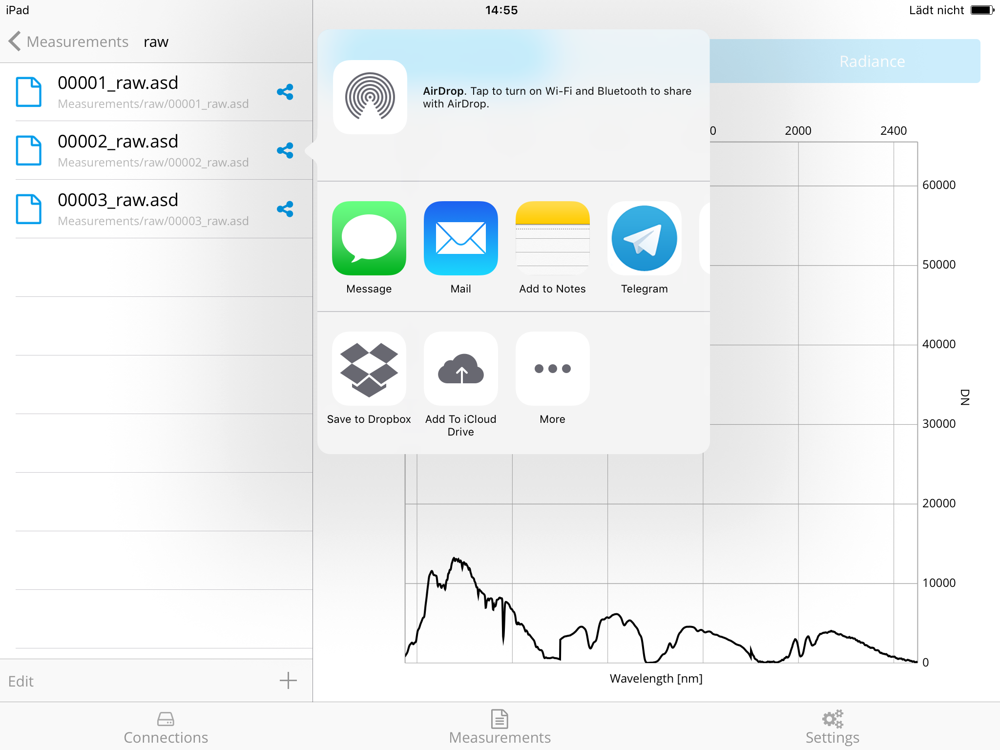 iPad
14:55
Lädt nicht
Measurements
raw
00001_raw.asd
Measurements/raw/00001_raw.asd
00002_raw.asd
Measurements/raw/00002_raw.asd
00003_raw.asd
Measurements/raw/00003_raw.asd
Edit
AirDrop. Tap to turn on Wi-Fi and Bluetooth to share
with AirDrop.
Message
Mail
Add to Notes
Telegram
Save to Dropbox
Add To iCloud
Drive
More
Radiance
0
2000
2400
60000
50000
40000
30000
20000
10000
0
DN
Wavelength [nm]
Connections
Measurements
Settings